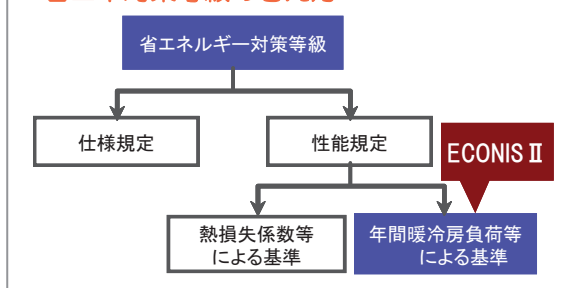 省エネルギー対策等級
仕様規定
性能規定
ECONIS Ⅱ
熱損失係数等
による基準
年間暖冷房負荷等
による基準